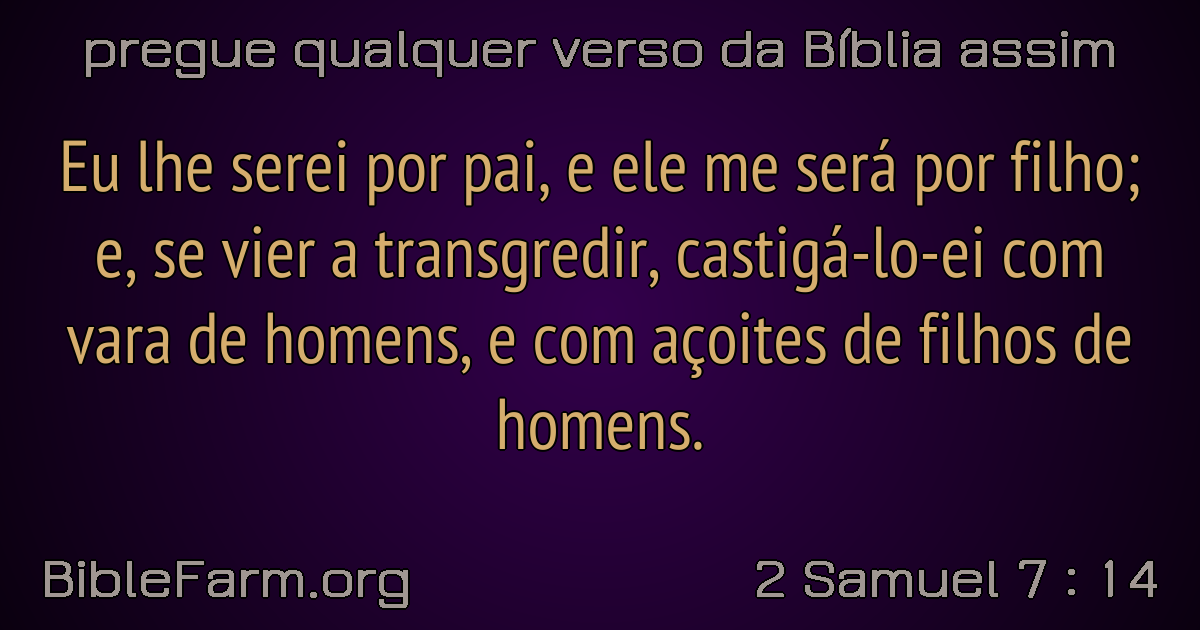 pregue qualquer verso da Bíblia assim
Eu lhe serei por pai, e ele me será por filho;
e, se vier a transgredir, castigá-lo-ei com
vara de homens, e com açoites de filhos de
homens.
BibleFarm.org
2 Samuel 7 : 14